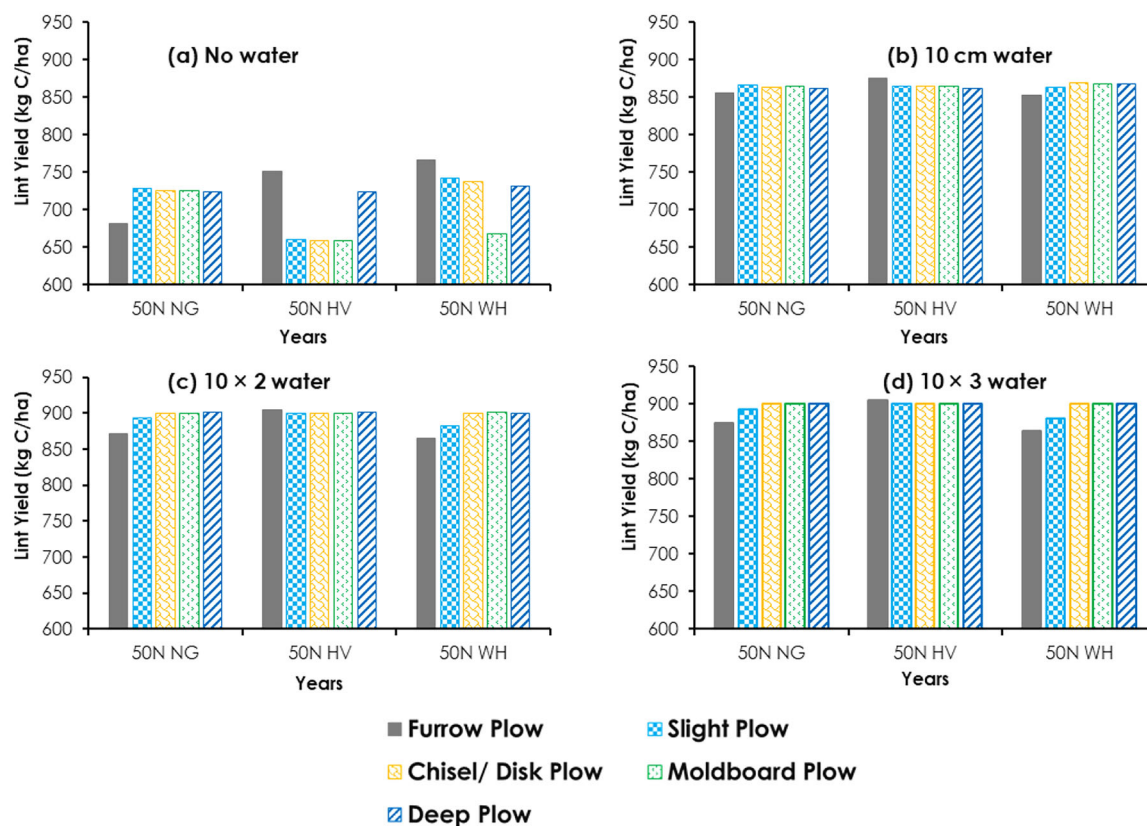 (a) No water
Lint Yield (kg C/ha)
950
900
850
800
750
700
650
600
50N NG
50N HV
50N WH
Years
(b) 10 cm water
Lint Yield (kg C/ha)
950
900
850
800
750
700
650
600
50N NG
50N HV
50N WH
Years
(c) 10 × 2 water
Lint Yield (kg C/ha)
950
900
850
800
750
700
650
600
50N NG
50N HV
50N WH
Years
(d) 10 × 3 water
Lint Yield (kg C/ha)
950
900
850
800
750
700
650
600
50N NG
50N HV
50N WH
Years
Furrow Plow
Slight Plow
Chisel/ Disk Plow
Moldboard Plow
Deep Plow